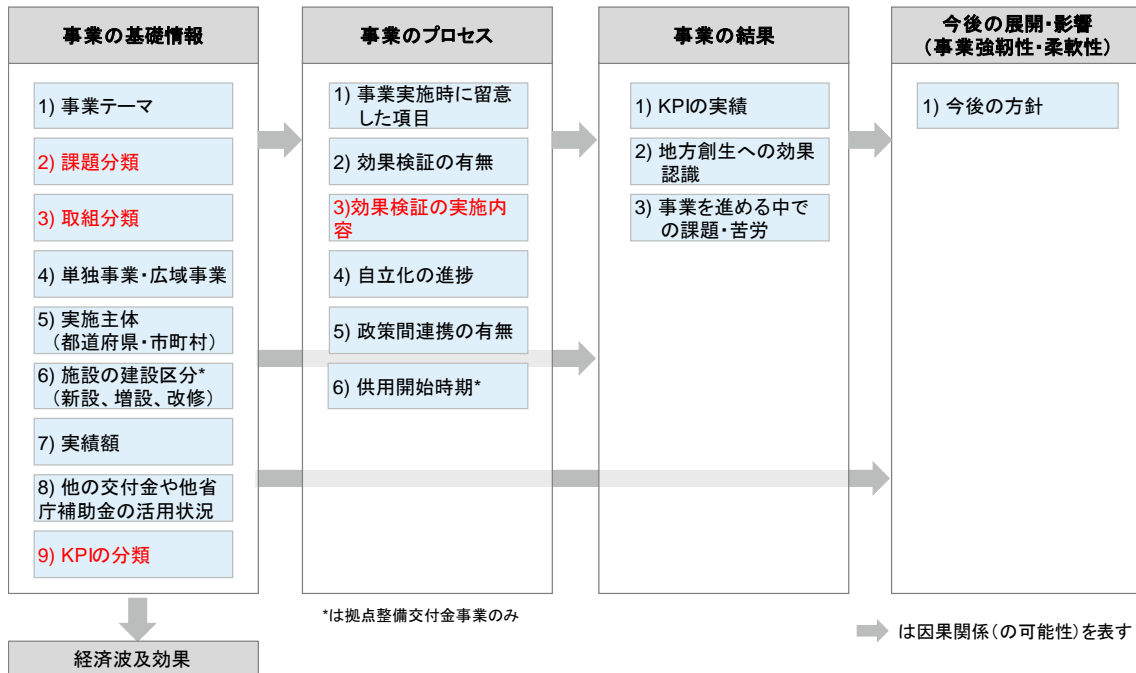 事業の基礎情報
1) 事業テーマ
2) 課題分類
3) 取組分類
4) 単独事業・広域事業
5) 実施主体
（都道府県・市町村）
6) 施設の建設区分*
（新設、増設、改修）
7) 実績額
8) 他の交付金や他省
庁補助金の活用状況
9) KPIの分類
経済波及効果
事業のプロセス
1) 事業実施時に留意
した項目
2) 効果検証の有無
3)効果検証の実施内
容
4) 自立化の進捗
5) 政策間連携の有無
6) 供用開始時期*
*は拠点整備交付金事業のみ
事業の結果
1) KPIの実績
2) 地方創生への効果
認識
3) 事業を進める中で
の課題・苦労
今後の展開・影響
（事業強靭性・柔軟性）
1) 今後の方針
は因果関係（の可能性）を表す